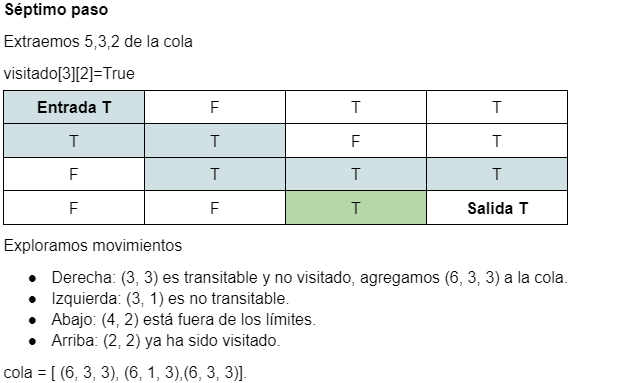 Séptimo paso
Extraemos 5,3,2 de la cola
visitado[3][2]=True
Entrada T F T T
T T F T
F T T T
F F T Salida T
Exploramos movimientos
● Derecha: (3, 3) es transitable y no visitado, agregamos (6, 3, 3) a la cola.
● Izquierda: (3, 1) es no transitable.
● Abajo: (4, 2) está fuera de los límites.
● Arriba: (2, 2) ya ha sido visitado.
cola = [ (6, 3, 3), (6, 1, 3),(6, 3, 3)].